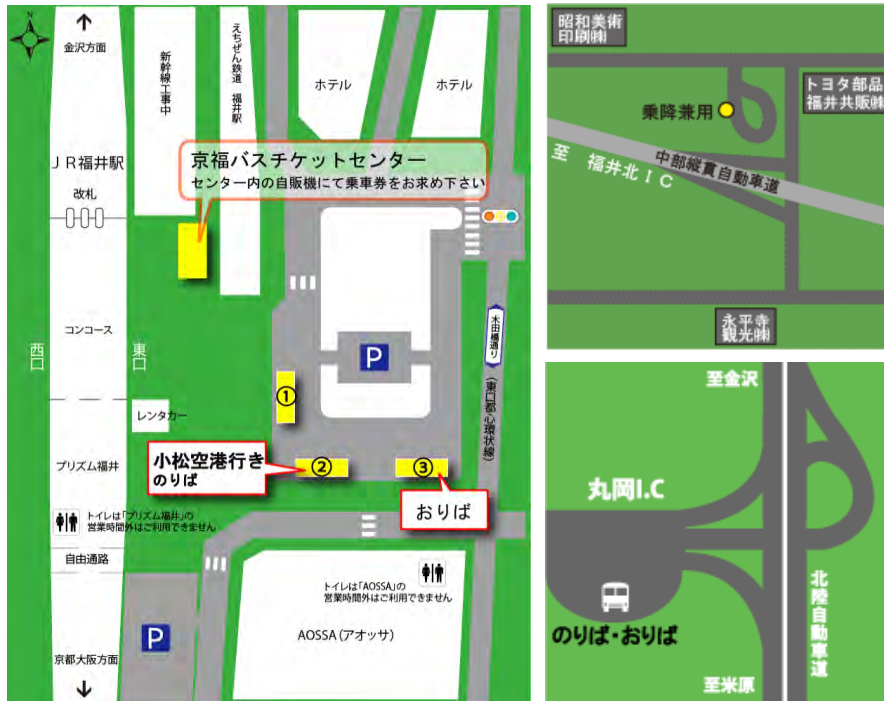 金沢方面
新幹線工事中
えちぜん鉄道 福井駅
ホテル
ホテル
JR福井駅
京福バスチケットセンター
センター内の自販機にて乗車券をお求め下さい
改札
コンコース
西口
東口
木田橋通り
(東口都心環状線)
P
①
レンタカー
プリズム福井
小松空港行き
のりば
②
③
おりば
トイレは「プリズム福井」の
営業時間外はご利用できません
自由通路
トイレは「AOSSA」の
営業時間外はご利用できません
P
AOSSA(アオッサ)
京都大阪方面
昭和美術
印刷㈱
トヨタ部品
福井共販㈱
乗降兼用
至 福井北IC
中部縦貫自動車道
永平寺
観光㈱
至金沢
丸岡I.C
のりば・おりば
北陸自動車道
至米原